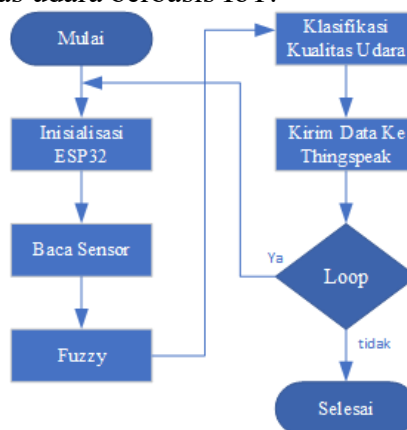 Mulai
Inisialisasi
ESP32
Baca Sensor
Fuzzy
Klasifikasi
Kualitas Udara
Kirim Data Ke
Thingspeak
Loop
Ya
tidak
Selesai